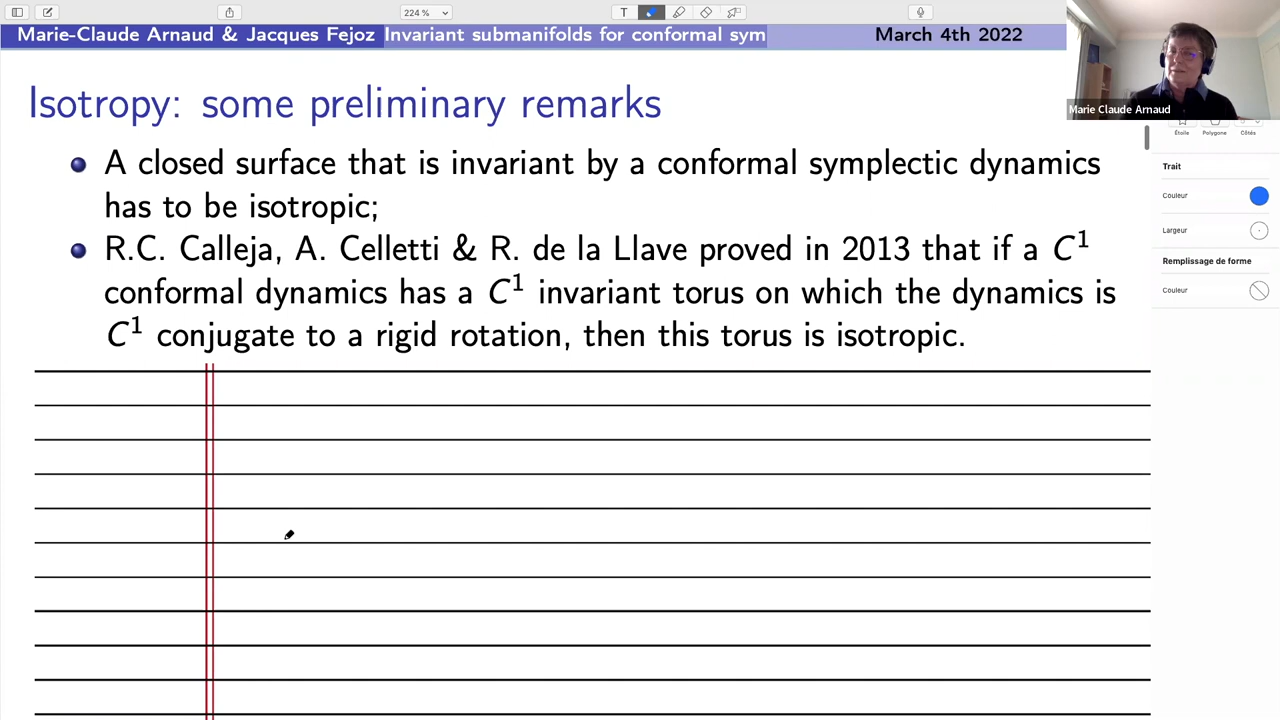 224 %
T
Marie-Claude Arnaud & Jacques Fejoz Invariant submanifolds for conformal sym March 4th 2022
Marie Claude Arnaud
Étoile Polygone Côtés
Isotropy: some preliminary remarks
A closed surface that is invariant by a conformal symplectic dynamics
has to be isotropic;
R.C. Calleja, A. Celletti & R. de la Llave proved in 2013 that if a C¹
conformal dynamics has a C¹ invariant torus on which the dynamics is
C¹ conjugate to a rigid rotation, then this torus is isotropic.
Trait
Couleur
Largeur
Remplissage de forme
Couleur